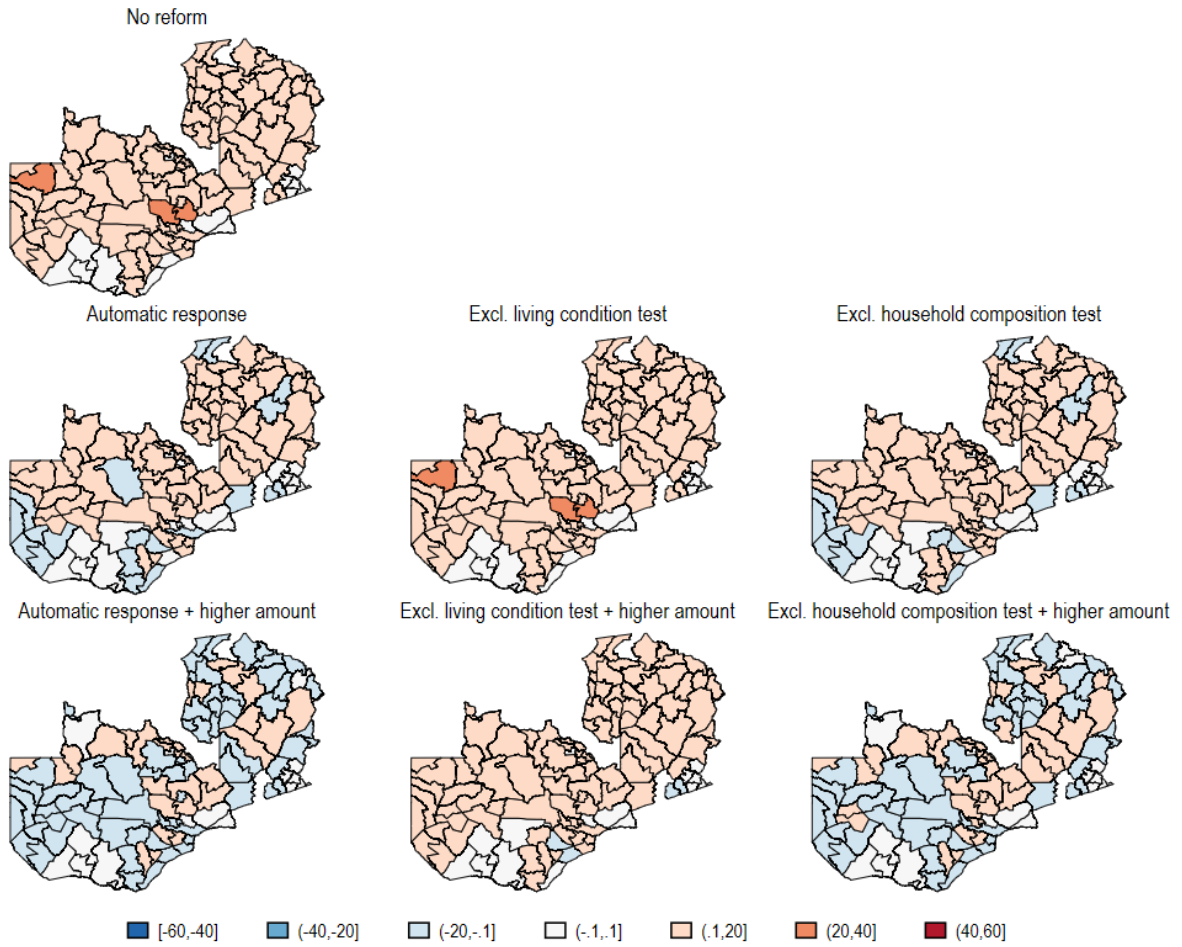 No reform
Automatic response
Excl. living condition test
Excl. household composition test
Automatic response + higher amount
Excl. living condition test + higher amount
Excl. household composition test + higher amount
[-60,-40]
(-40,-20]
(-20,-.1]
(-.1,.1]
(.1,20]
(20,40]
(40,60]